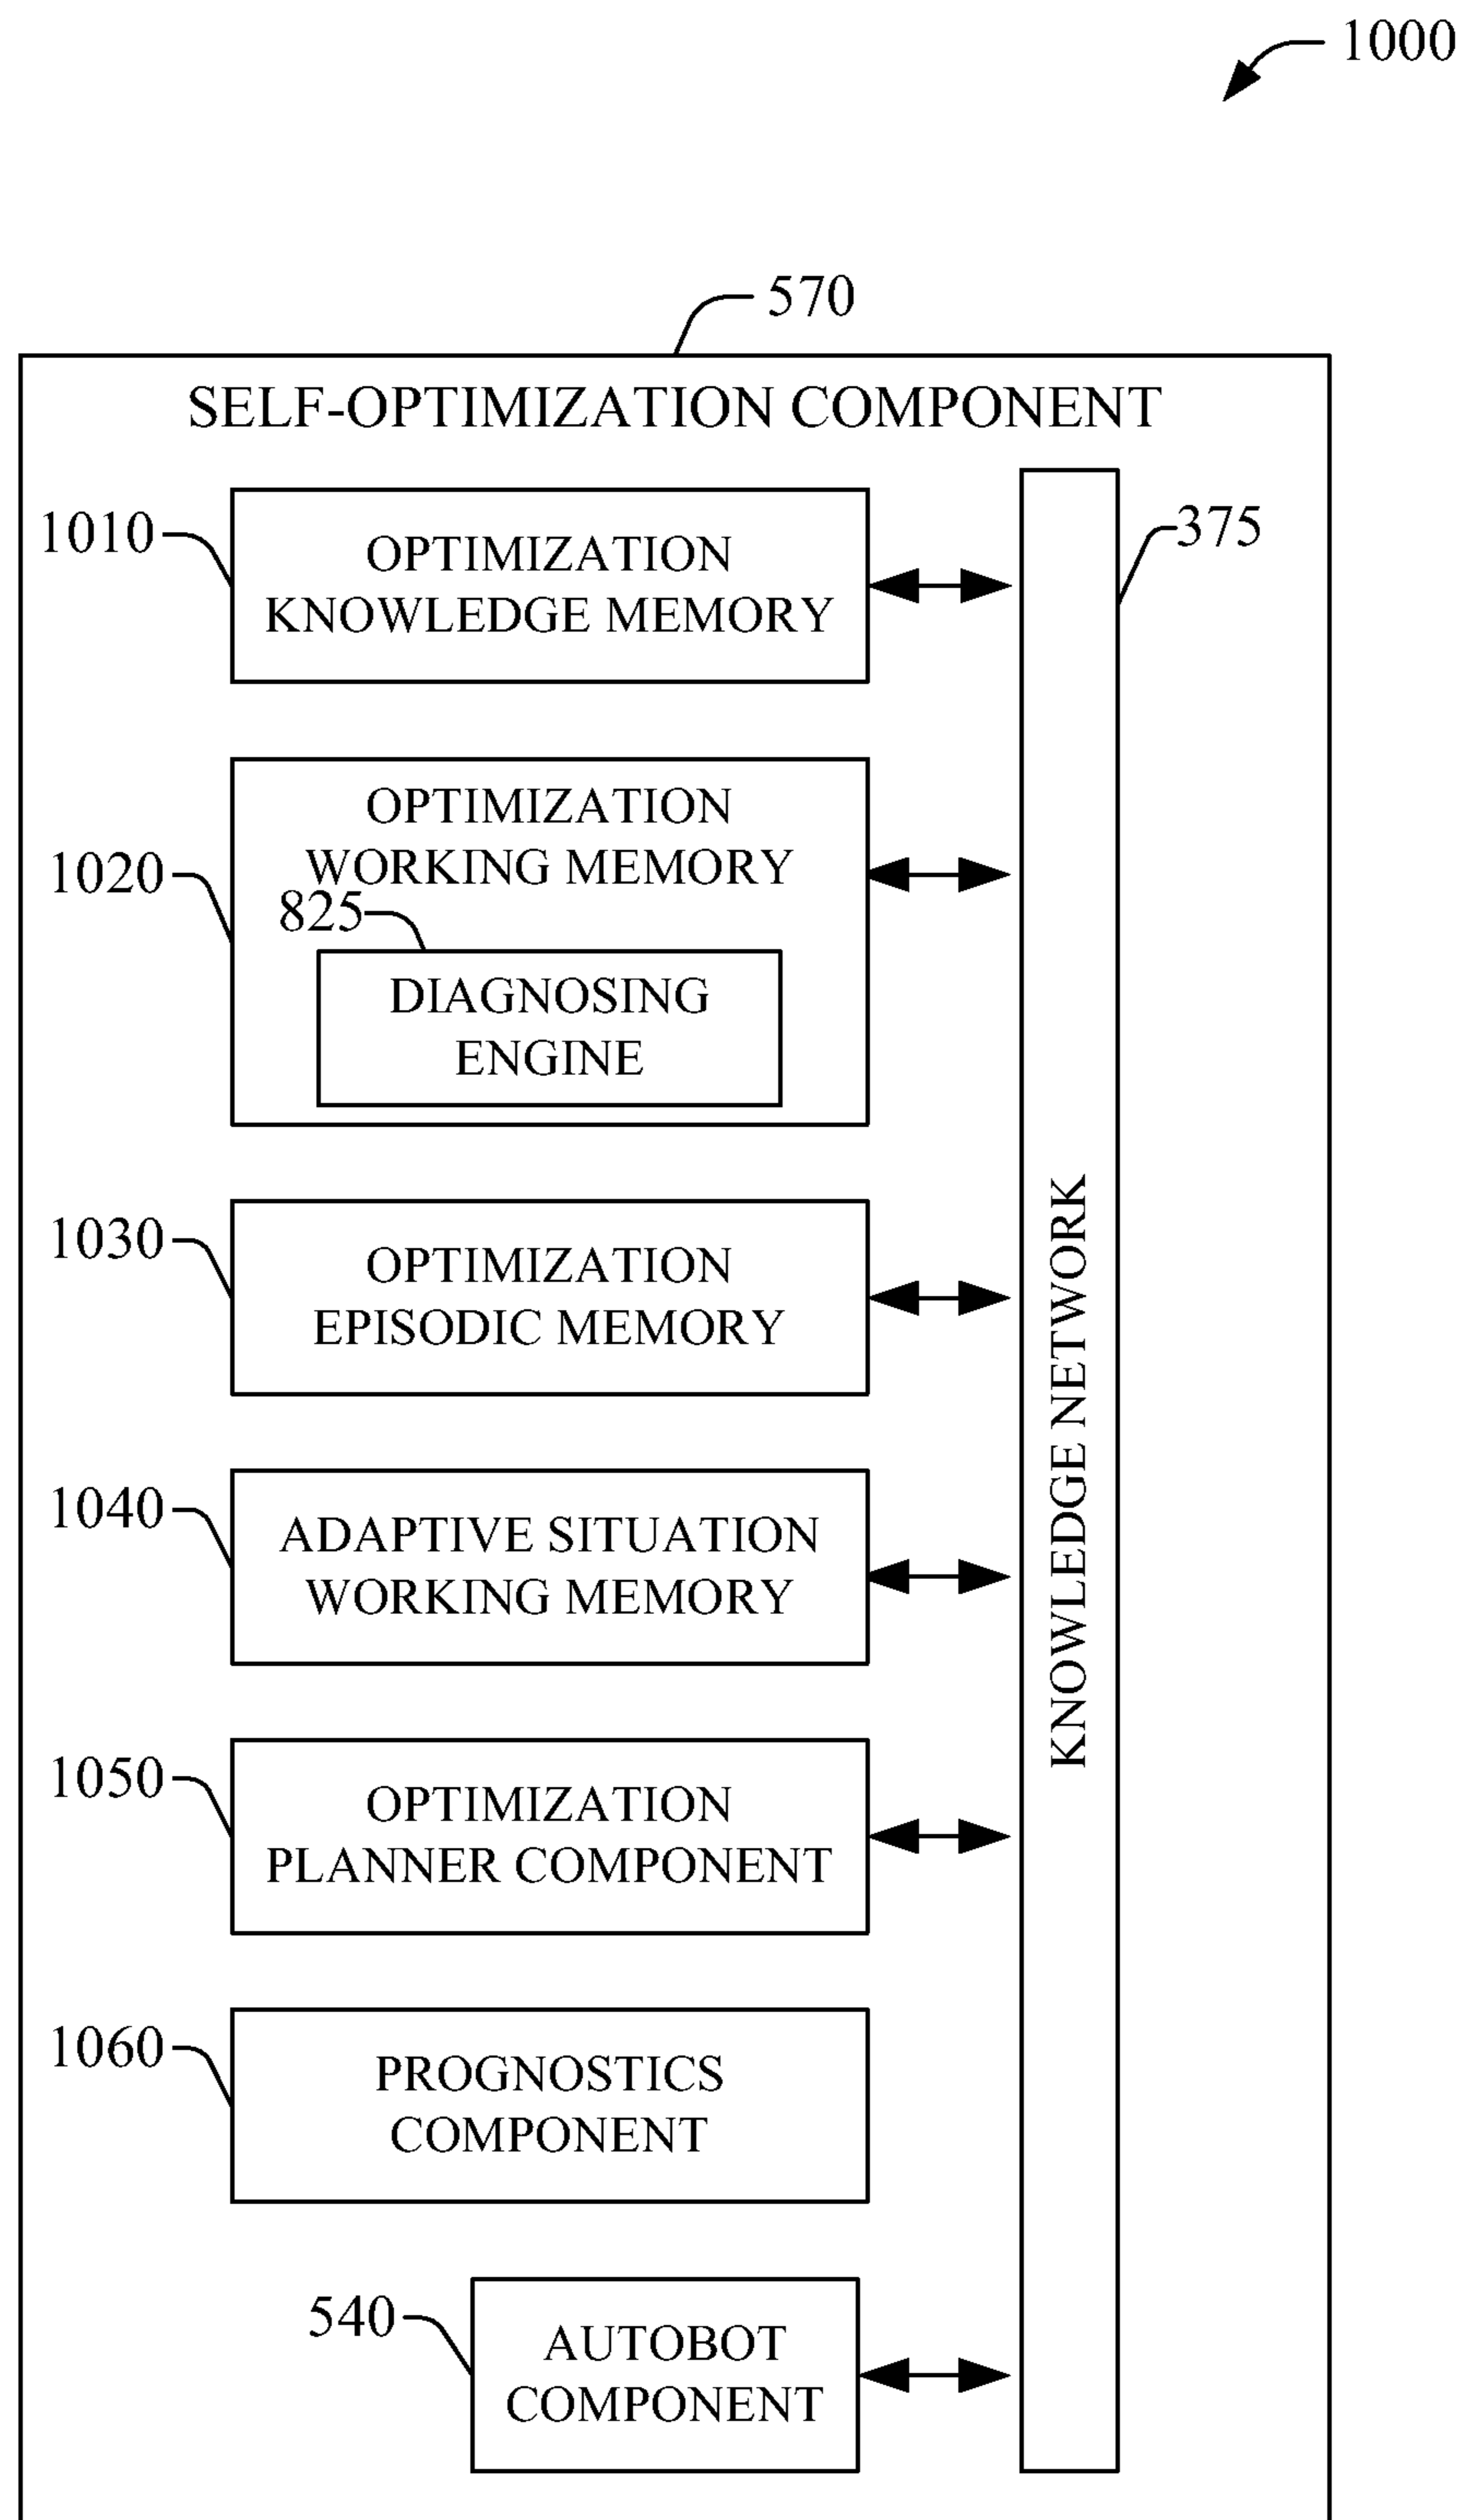 1000
570
SELF-OPTIMIZATION COMPONENT
1010
OPTIMIZATION
KNOWLEDGE MEMORY
375
1020
OPTIMIZATION
WORKING MEMORY
825
DIAGNOSING
ENGINE
1030
OPTIMIZATION
EPISODIC MEMORY
KNOWLEDGE NETWORK
1040
ADAPTIVE SITUATION
WORKING MEMORY
1050
OPTIMIZATION
PLANNER COMPONENT
1060
PROGNOSTICS
COMPONENT
540
AUTOBOT
COMPONENT